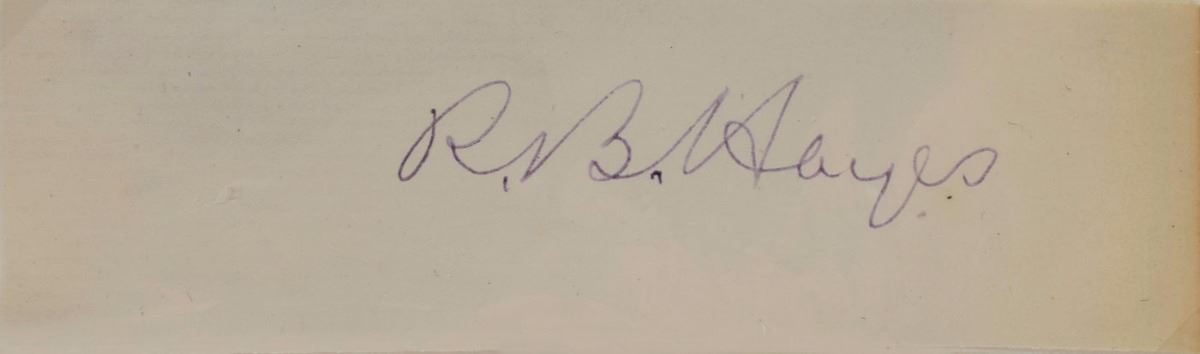 R. B. Hayes